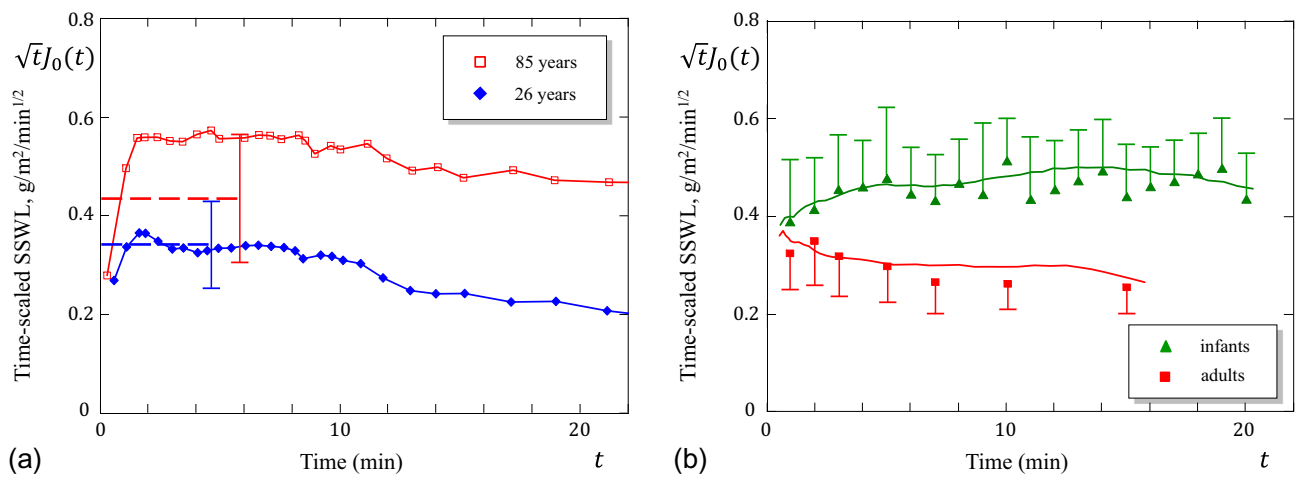 0.8
√tJ₀(t)
85 years
26 years
0.6
0.4
0.2
0
Time-scaled SSWL, g/m²/min^1/2
0
10
20
Time (min)
t
(a)
0.8
√tJ₀(t)
0.6
0.4
0.2
0
Time-scaled SSWL, g/m²/min^1/2
infants
adults
0
10
20
Time (min)
t
(b)